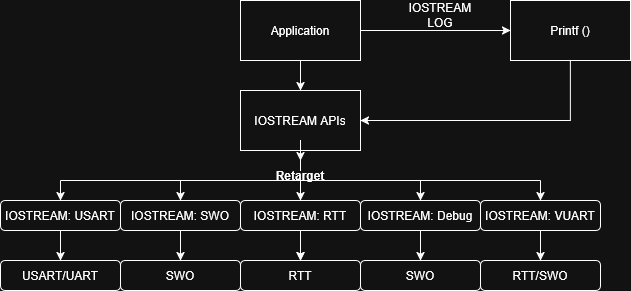 IOSTREAM
LOG
Application
Printf ()
IOSTREAM APIs
Retarget
IOSTREAM: USART
IOSTREAM: SWO
IOSTREAM: RTT
IOSTREAM: Debug
IOSTREAM: VUART
USART/UART
SWO
RTT
SWO
RTT/SWO